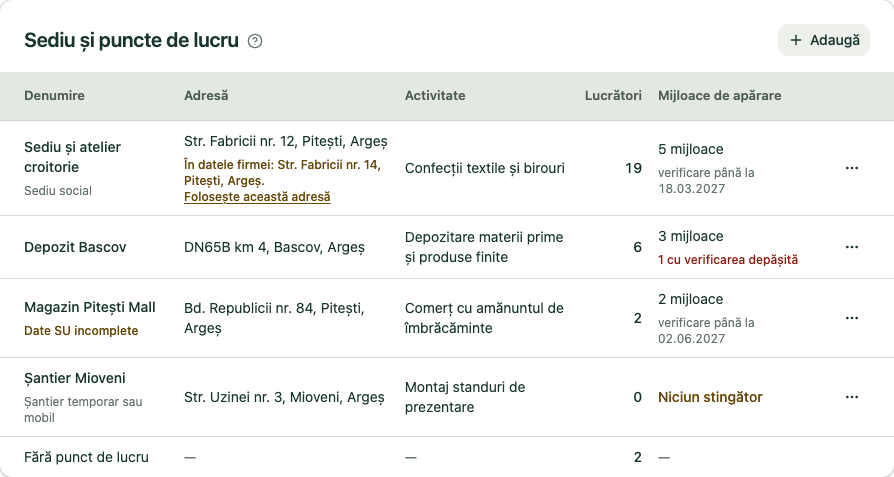 Sediu și puncte de lucru ?
+ Adaugă
Denumire Adresă Activitate Lucrători Mijloace de apărare
Sediu și atelier
croitorie
Sediu social
Str. Fabricii nr. 12, Pitești, Argeș
În datele firmei: Str. Fabricii nr. 14,
Pitești, Argeș.
Folosește această adresă
Confecții textile și birouri
19
5 mijloace
verificare până la
18.03.2027
...
Depozit Bascov
DN65B km 4, Bascov, Argeș
Depozitare materii prime
și produse finite
6
3 mijloace
1 cu verificarea depășită
...
Magazin Pitești Mall
Date SU incomplete
Bd. Republicii nr. 84, Pitești,
Argeș
Comerț cu amănuntul de
îmbrăcăminte
2
2 mijloace
verificare până la
02.06.2027
...
Șantier Mioveni
Șantier temporar sau
mobil
Str. Uzinei nr. 3, Mioveni, Argeș
Montaj standuri de
prezentare
0
Niciun stingător
...
Fără punct de lucru — — 2 —